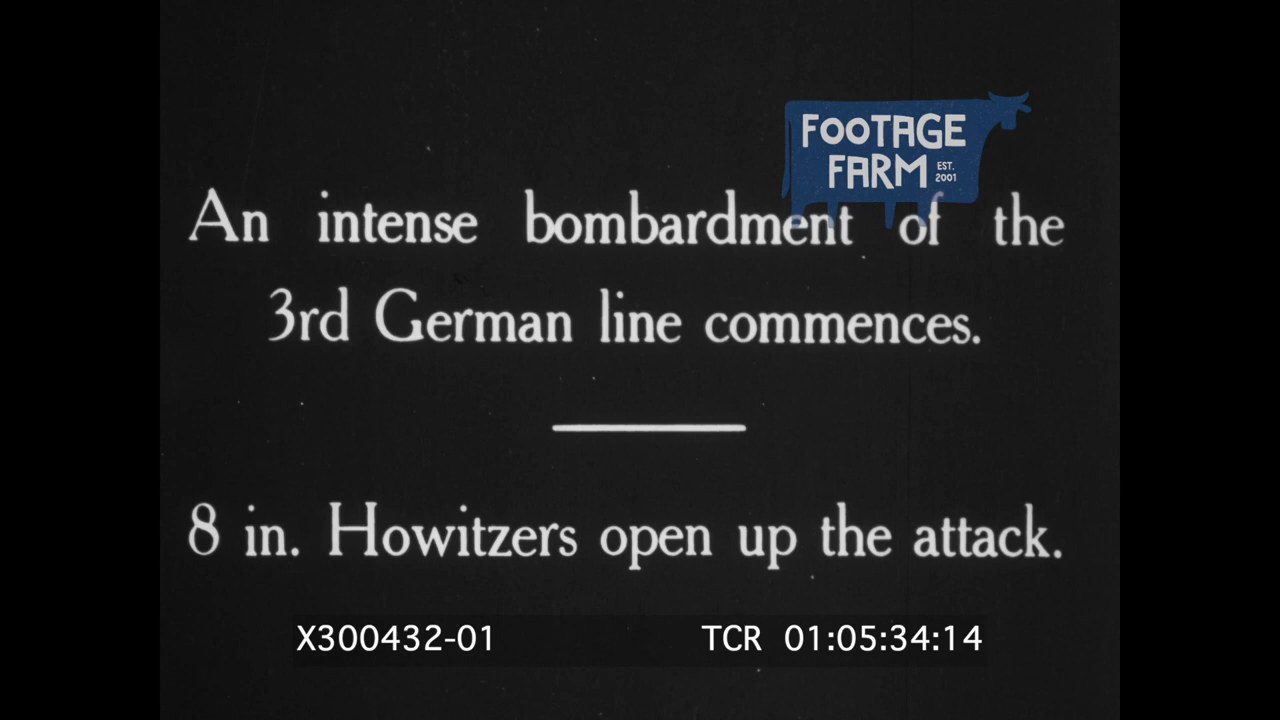 FOOTAGE
FARM
EST.
2001
An intense bombardment of the
3rd German line commences.
8 in. Howitzers open up the attack.
X300432-01
TCR 01:05:34:14